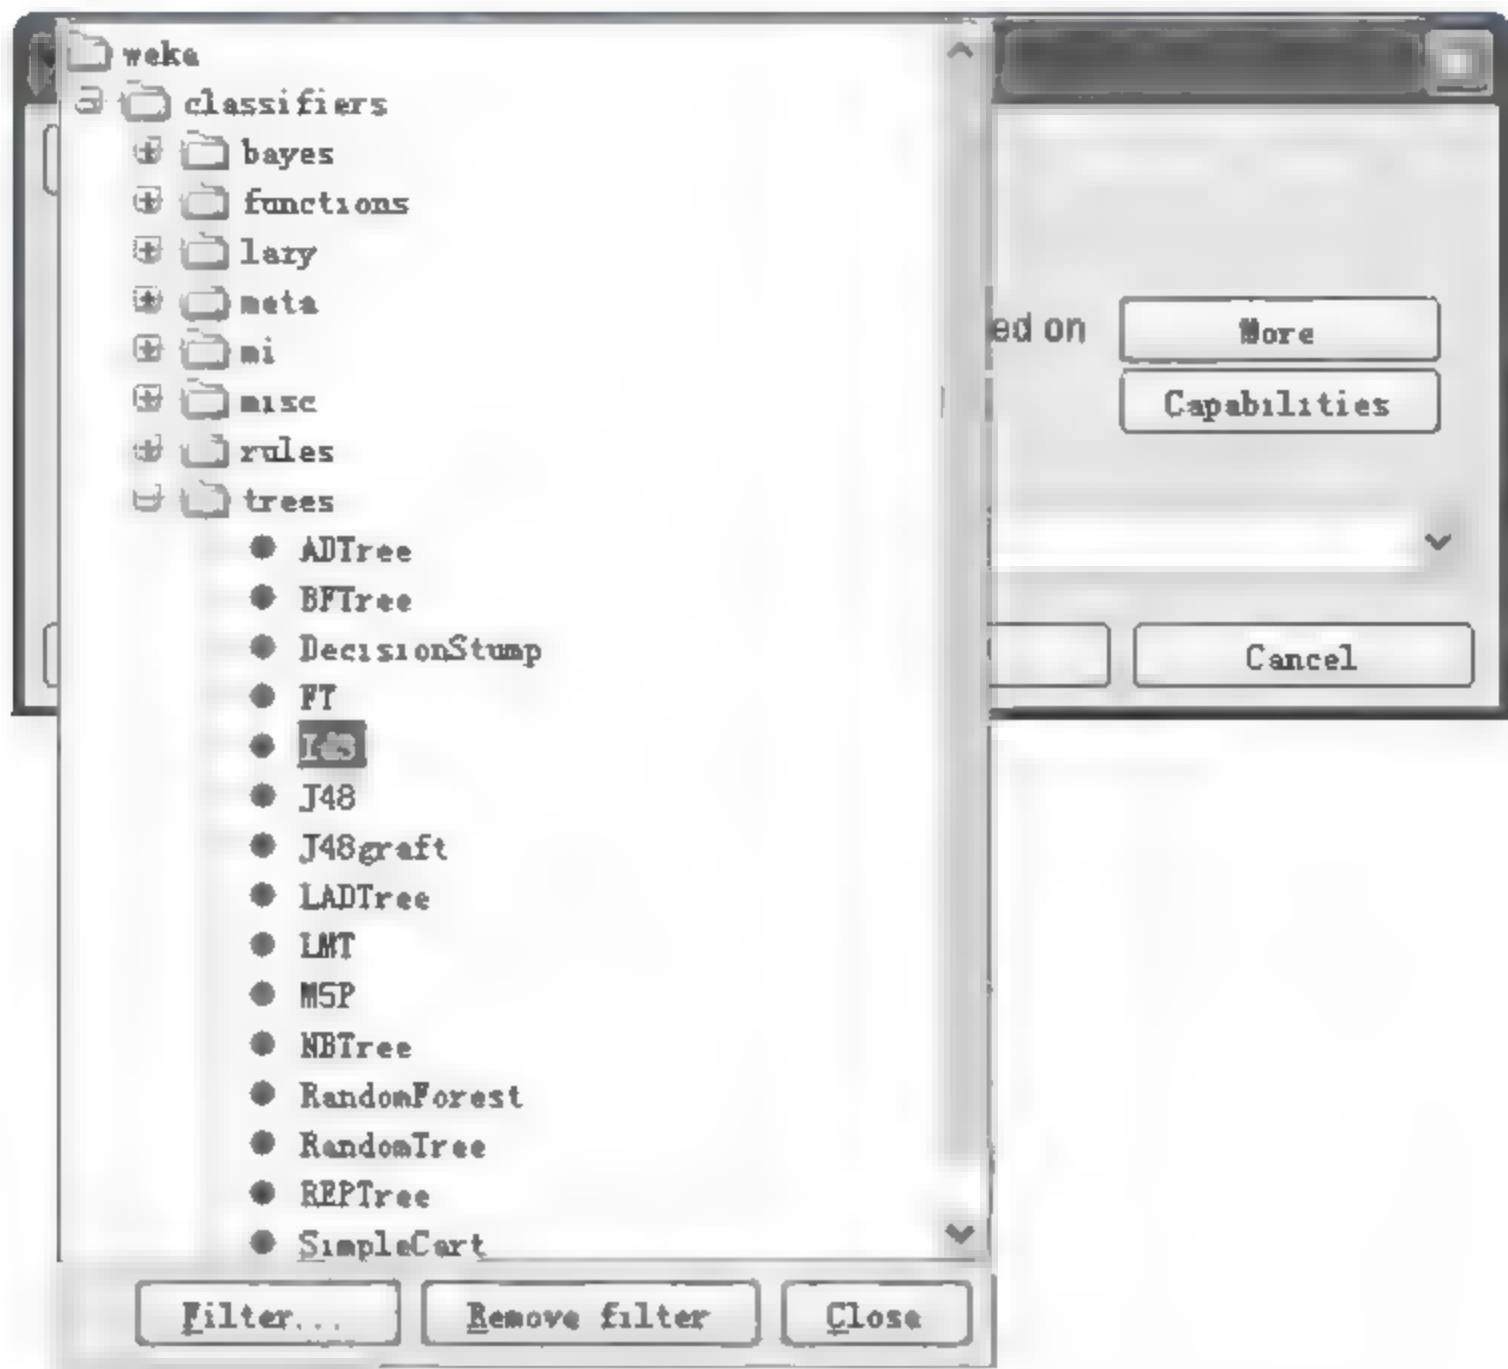 weka
classifiers
bayes
functions
lazy
meta
mi
misc
rules
trees
ADTree
BFTree
DecisionStump
FT
Id3
J48
J48graft
LADTree
LMT
M5P
NBTree
RandomForest
RandomTree
REPTree
SimpleCart
Filter...
Remove filter
Close
ed on
More
Capabilities
Cancel